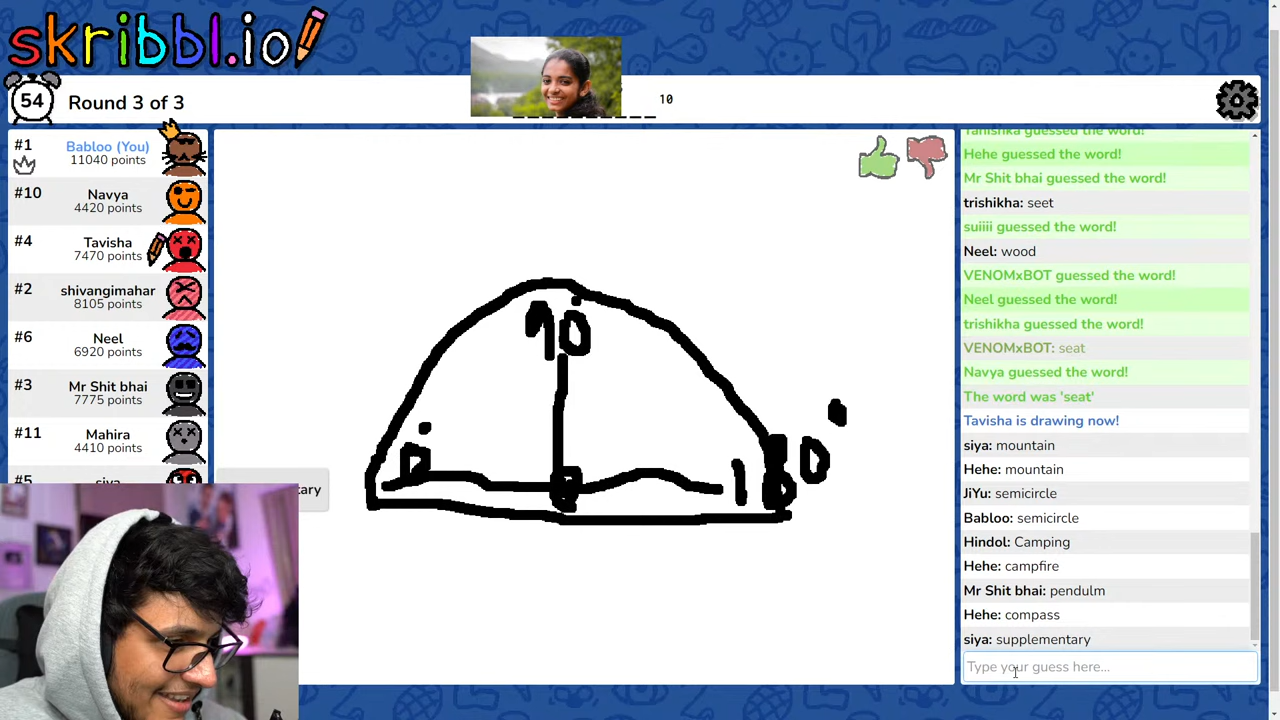 skribbl.io
54
Round 3 of 3
__________ 10
#1
Babloo (You)
11040 points
#10
Navya
4420 points
#4
Tavisha
7470 points
#2
shivangimahar
8105 points
#6
Neel
6920 points
#3
Mr Shit bhai
7775 points
#11
Mahira
4410 points
#5
siya
90°
0°
180°
Hehe guessed the word!
Mr Shit bhai guessed the word!
trishikha: seet
suiiii guessed the word!
Neel: wood
VENOMxBOT guessed the word!
Neel guessed the word!
trishikha guessed the word!
VENOMxBOT: seat
Navya guessed the word!
The word was 'seat'
Tavisha is drawing now!
siya: mountain
Hehe: mountain
JiYu: semicircle
Babloo: semicircle
Hindol: Camping
Hehe: campfire
Mr Shit bhai: pendulm
Hehe: compass
siya: supplementary
Type your guess here...